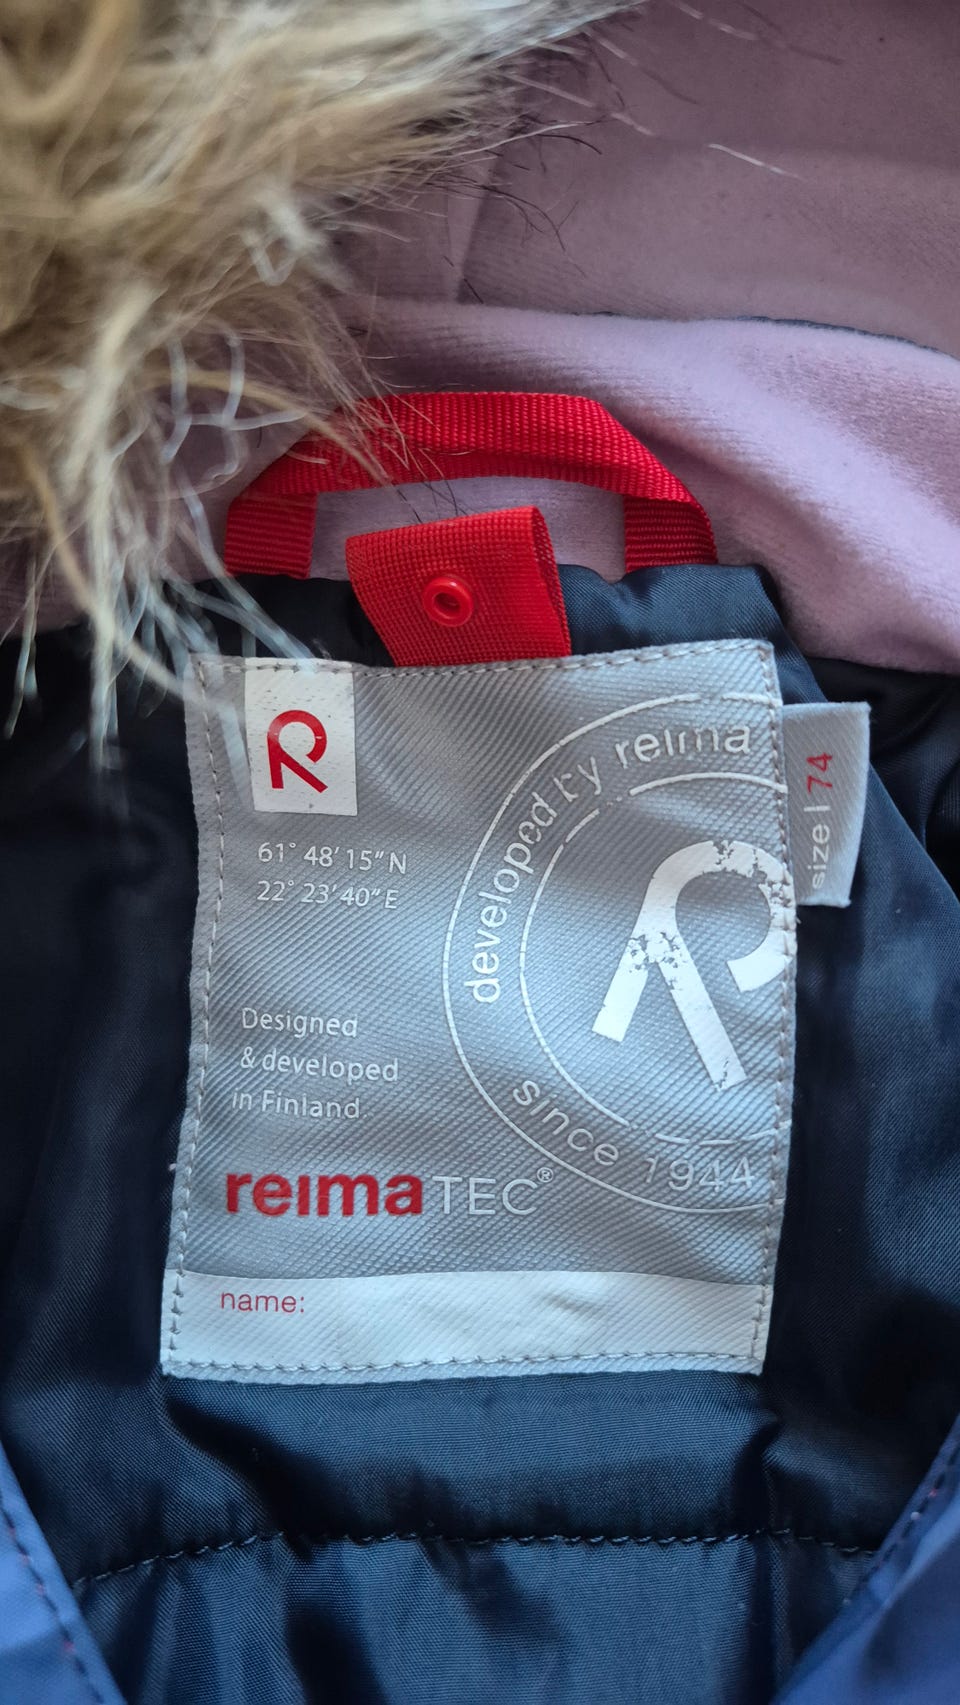 R
61° 48' 15" N
22° 23' 40" E
Designed
& developed
in Finland.
reimaTEC®
name:
developed by reima
R
since 1944
size | 74